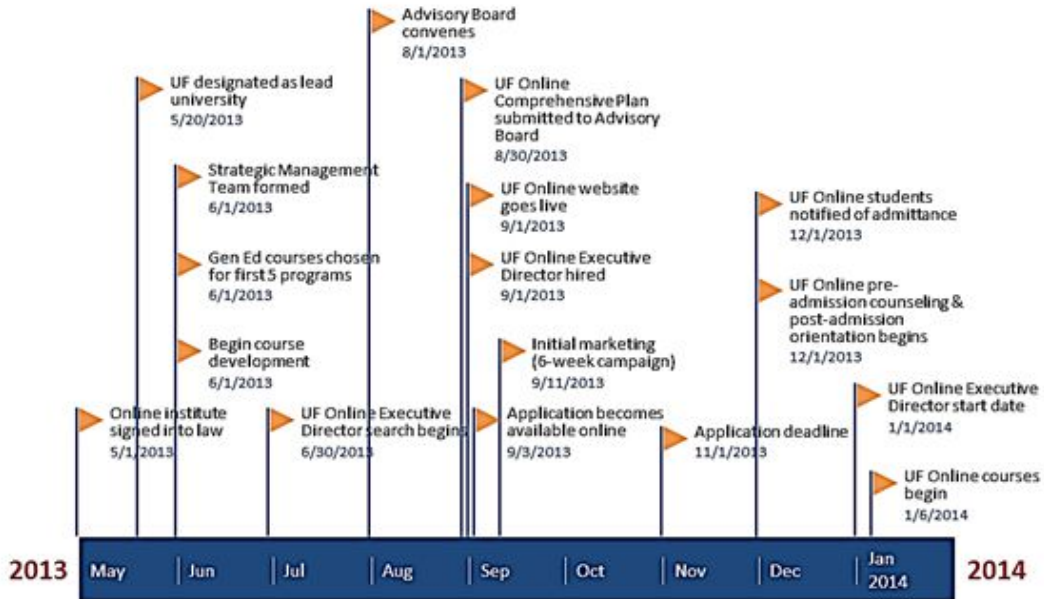 Advisory Board
convenes
8/1/2013
UF designated as lead
university
5/20/2013
UF Online
Comprehensive Plan
submitted to Advisory
Board
8/30/2013
Strategic Management
Team formed
6/1/2013
UF Online website
goes live
9/1/2013
UF Online students
notified of admittance
12/1/2013
Gen Ed courses chosen
for first 5 programs
6/1/2013
UF Online Executive
Director hired
9/1/2013
UF Online pre-
admission counseling &
post-admission
orientation begins
12/1/2013
Begin course
development
6/1/2013
Initial marketing
(6-week campaign)
9/11/2013
UF Online Executive
Director start date
1/1/2014
Online institute
signed into law
5/1/2013
UF Online Executive
Director search begins
6/30/2013
Application becomes
available online
9/3/2013
Application deadline
11/1/2013
UF Online courses
begin
1/6/2014
2013 May Jun Jul Aug Sep Oct Nov Dec Jan
2014 2014